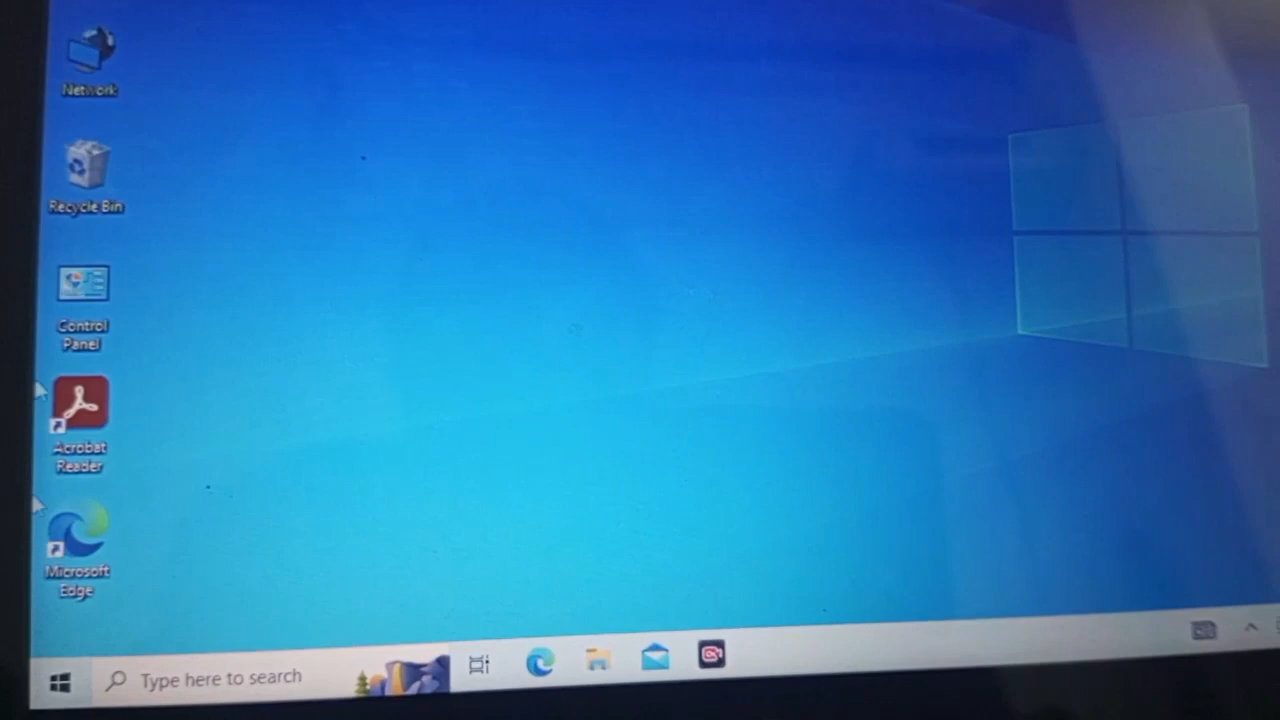 Network
Recycle Bin
Control
Panel
Acrobat
Reader
Microsoft
Edge
Type here to search